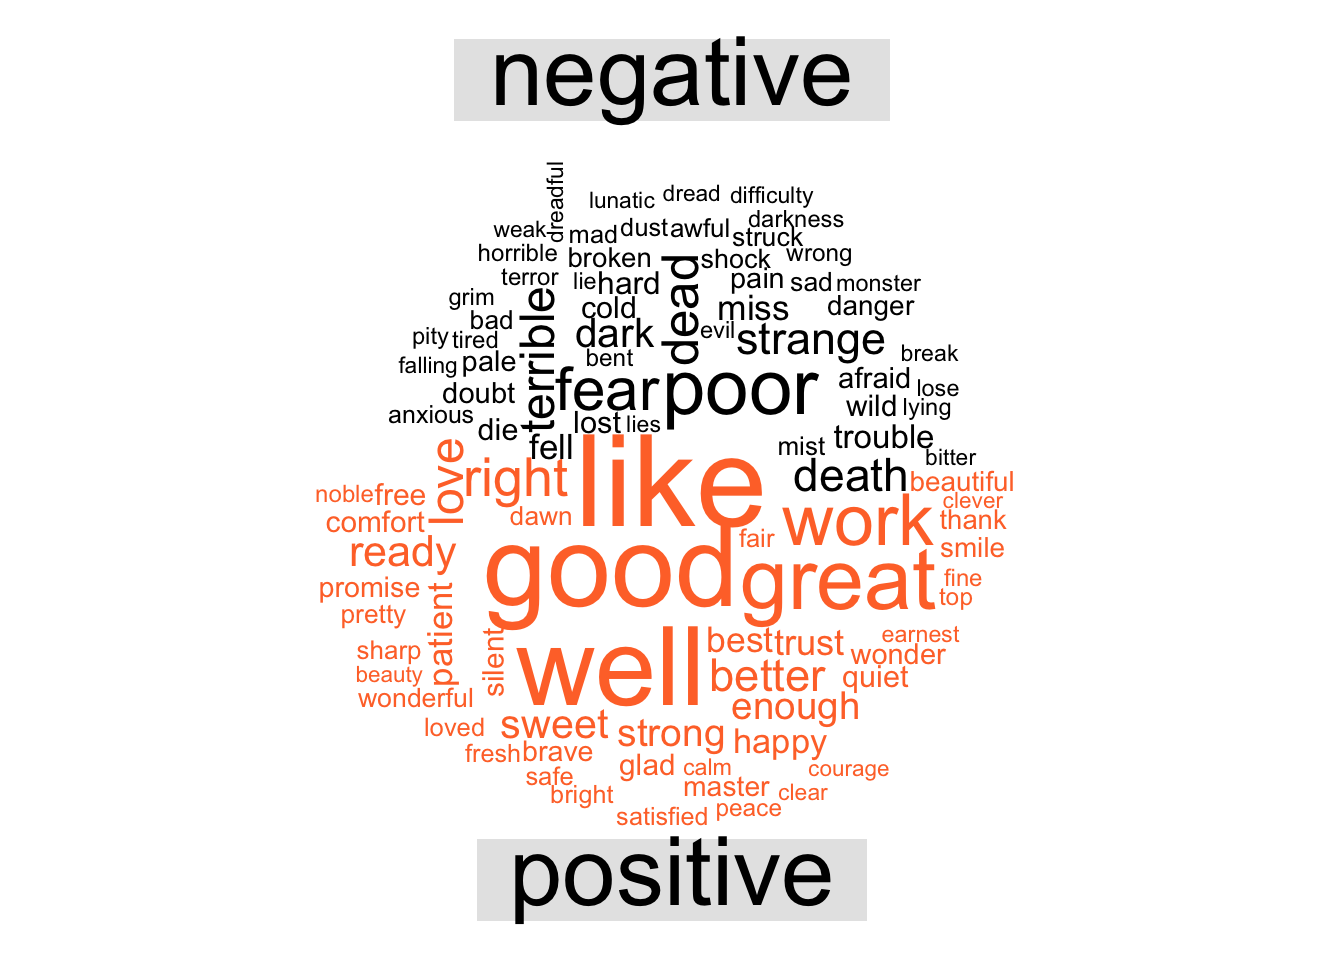 negative
dreadful
lunatic dread difficulty
weak mad dust awful struck darkness
horrible broken dead shock wrong
terror lie hard pain sad monster
grim terrible cold miss danger
bad dark evil strange
pity tired bent break
falling pale fear poor afraid lose
doubt wild lying
anxious lost lies
die fell mist trouble
love right like death bitter
noble free beautiful
comfort dawn work clever
thank
ready good fair great smile
promise patient fine
pretty top
sharp silent well best trust earnest
beauty better wonder
wonderful quiet
loved sweet strong enough
fresh brave happy
safe glad calm courage
bright master clear
satisfied peace
positive